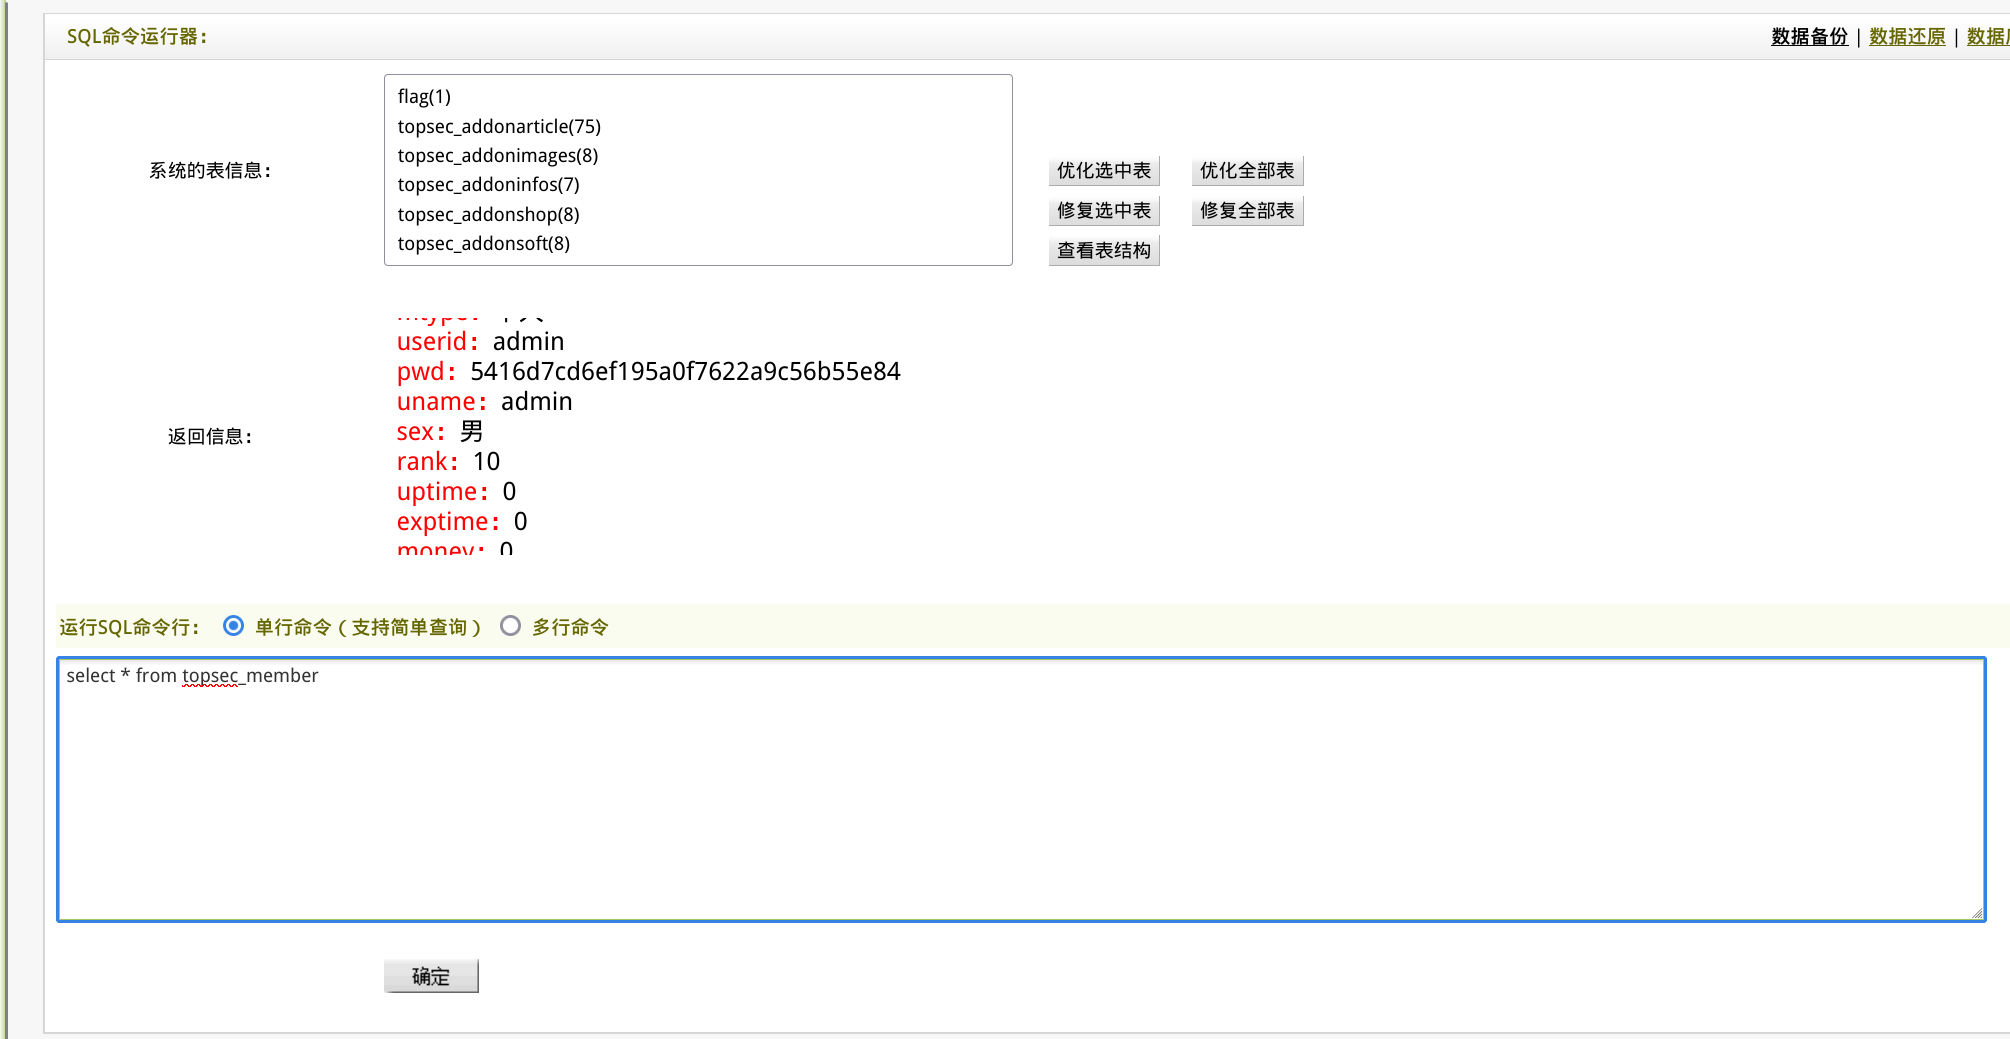 SQL命令运行器：
数据备份 | 数据还原 | 数据
flag(1)
topsec_addonarticle(75)
topsec_addonimages(8)
topsec_addoninfos(7)
topsec_addonshop(8)
topsec_addonsoft(8)
系统的表信息：
优化选中表 优化全部表
修复选中表 修复全部表
查看表结构
userid：admin
pwd：5416d7cd6ef195a0f7622a9c56b55e84
uname：admin
sex：男
rank：10
uptime：0
exptime：0
money：0
返回信息：
运行SQL命令行： 单行命令（支持简单查询） 多行命令
select * from topsec_member
确定